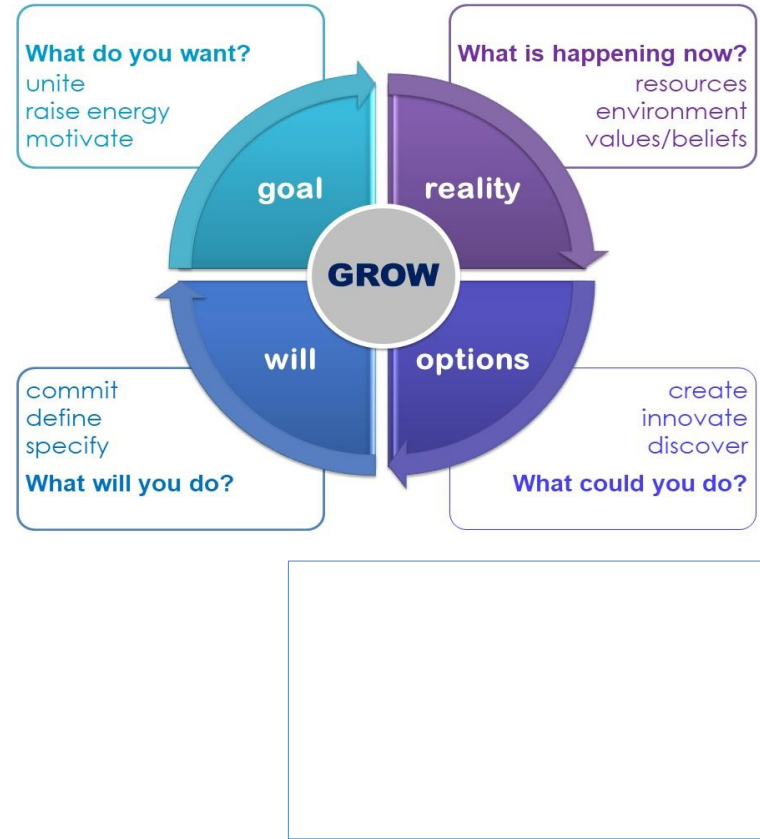 What do you want?
unite
raise energy
motivate
What is happening now?
resources
environment
values/beliefs
goal
reality
GROW
will
options
commit
define
specify
What will you do?
create
innovate
discover
What could you do?